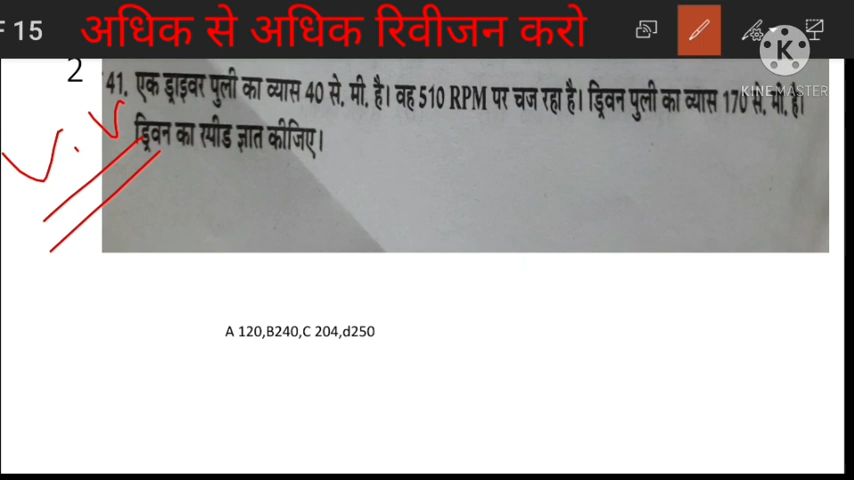 F 15 अधिक से अधिक रिवीजन करो
KINEMASTER
2
41. एक ड्राइवर पुली का व्यास 40 से. मी. है। वह 510 RPM पर चज रहा है। ड्रिवन पुली का व्यास 170 से. मी. है।
V.V
ड्रिवन का स्पीड ज्ञात कीजिए।
A 120,B240,C 204,d250